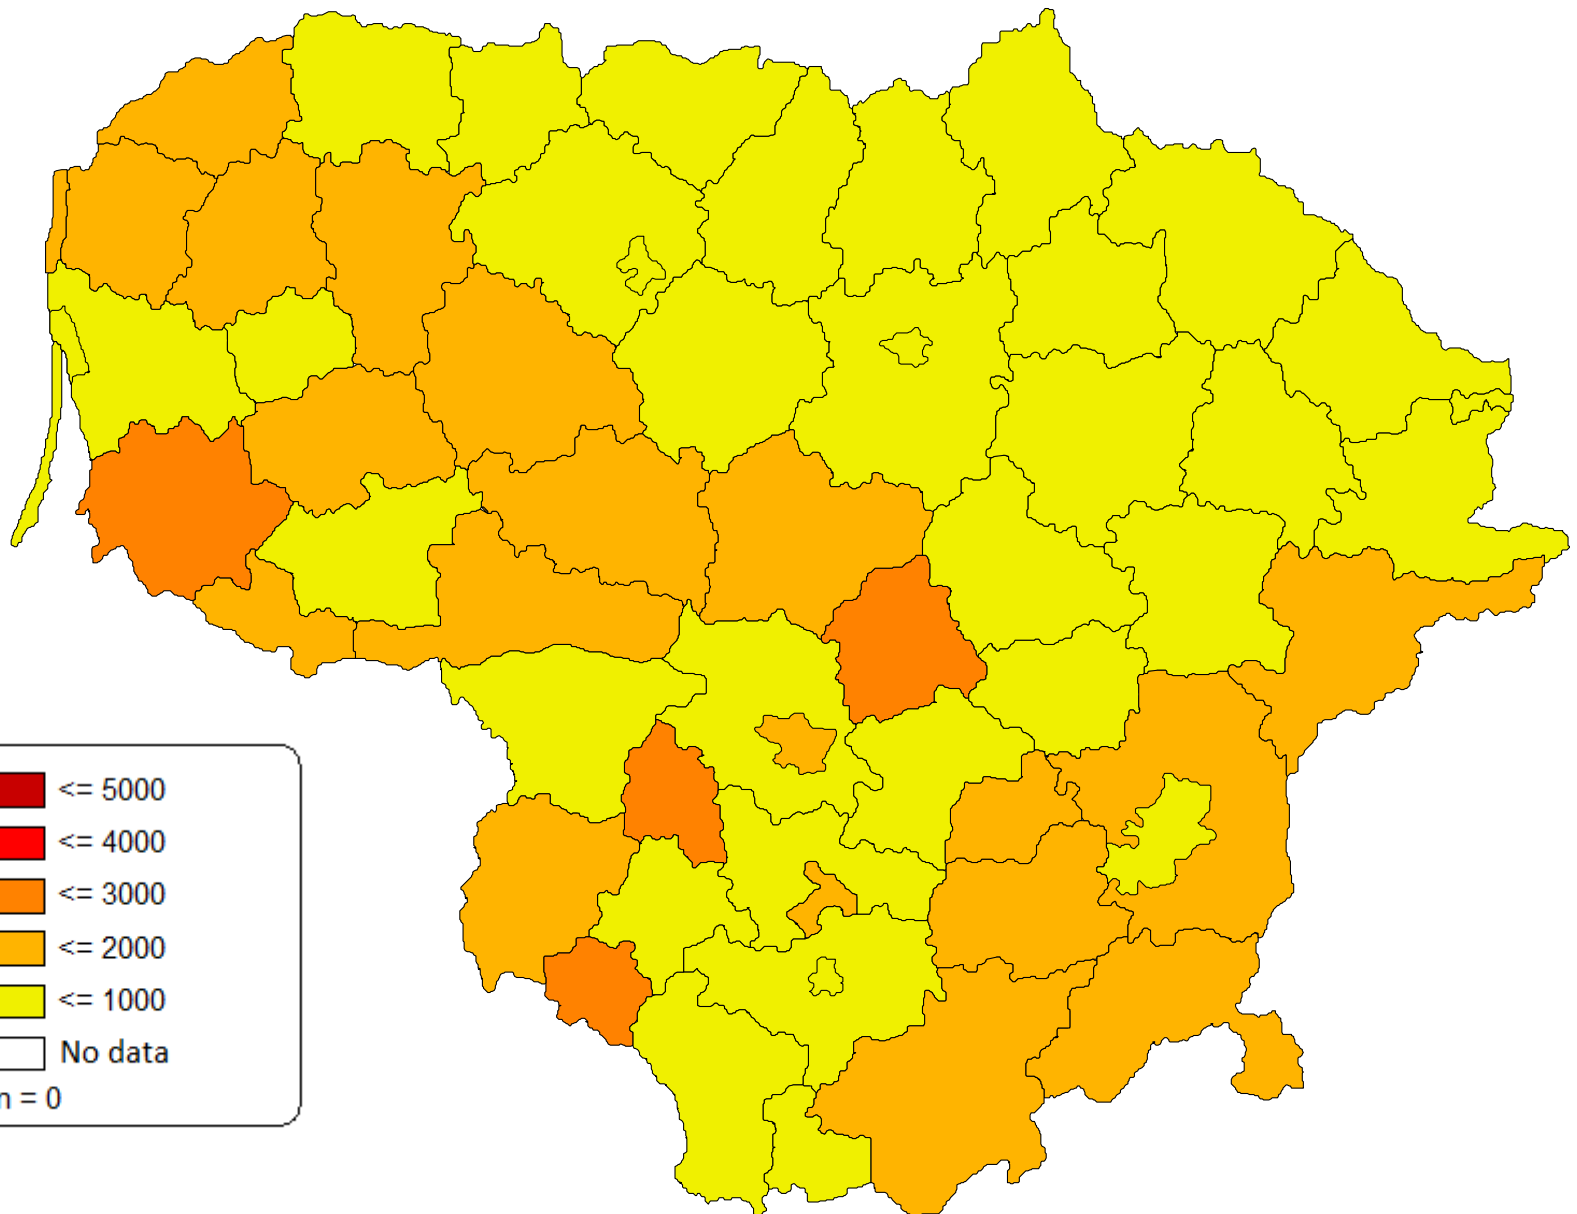 <= 5000
<= 4000
<= 3000
<= 2000
<= 1000
No data
n = 0